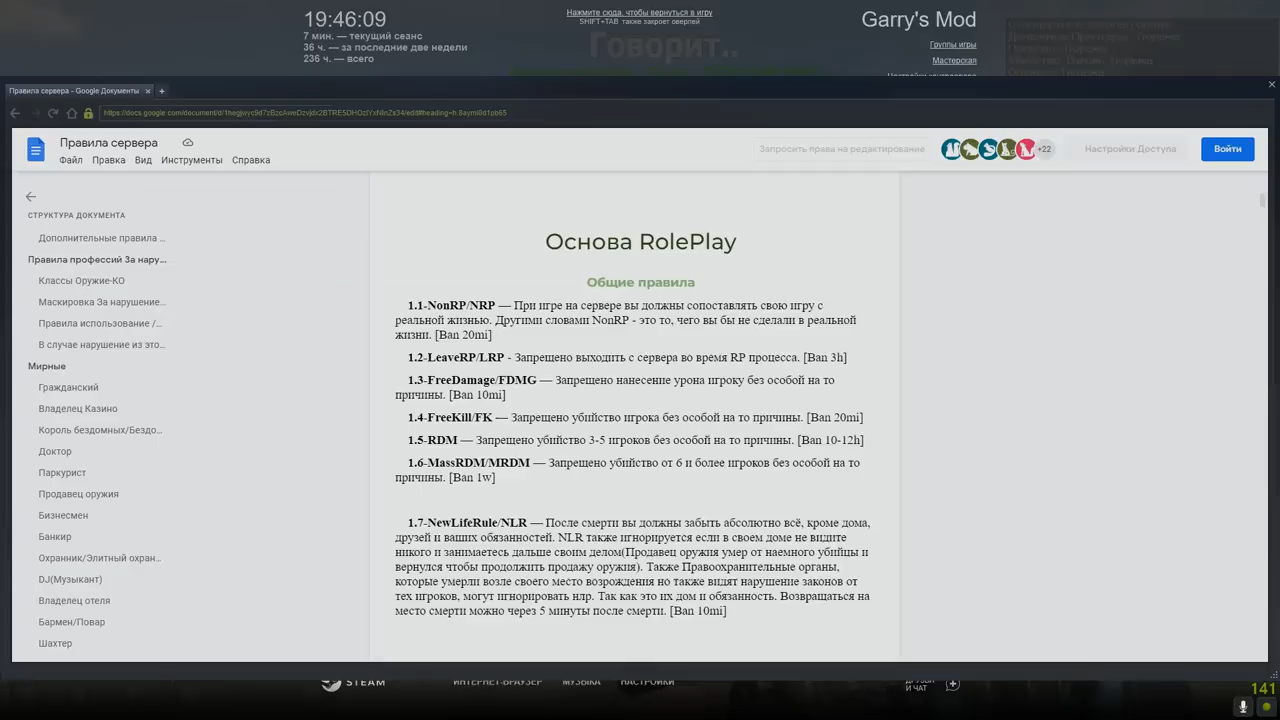 19:46:09
7 мин. — текущий сеанс
36 ч. — за последние две недели
236 ч. — всего
Нажмите сюда, чтобы вернуться в игру
SHIFT+TAB также закроет оверлей
Говорит..
Garry's Mod
Группы игры
Мастерская
Правила сервера - Google Документы
Правила сервера
Файл Правка Вид Инструменты Справка
Запросить права на редактирование
+22
Настройки Доступа
Войти
СТРУКТУРА ДОКУМЕНТА
Дополнительные правила ...
Правила профессий За нару...
Классы Оружие-КО
Маскировка За нарушение...
Правила использование /...
В случае нарушение из это...
Мирные
Гражданский
Владелец Казино
Король бездомных/Бездо...
Доктор
Паркурист
Продавец оружия
Бизнесмен
Банкир
Охранник/Элитный охран...
DJ(Музыкант)
Владелец отеля
Бармен/Повар
Шахтер
Основа RolePlay
Общие правила
1.1-NonRP/NRP — При игре на сервере вы должны сопоставлять свою игру с
реальной жизнью. Другими словами NonRP - это то, чего вы бы не сделали в реальной
жизни. [Ban 20mi]
1.2-LeaveRP/LRP - Запрещено выходить с сервера во время RP процесса. [Ban 3h]
1.3-FreeDamage/FDMG — Запрещено нанесение урона игроку без особой на то
причины. [Ban 10mi]
1.4-FreeKill/FK — Запрещено убийство игрока без особой на то причины. [Ban 20mi]
1.5-RDM — Запрещено убийство 3-5 игроков без особой на то причины. [Ban 10-12h]
1.6-MassRDM/MRDM — Запрещено убийство от 6 и более игроков без особой на то
причины. [Ban 1w]
1.7-NewLifeRule/NLR — После смерти вы должны забыть абсолютно всё, кроме дома,
друзей и ваших обязанностей. NLR также игнорируется если в своем доме не видите
никого и занимаетесь дальше своим делом(Продавец оружия умер от наемного убийцы и
вернулся чтобы продолжить продажу оружия). Также Правоохранительные органы,
которые умерли возле своего место возрождения но также видят нарушение законов от
тех игроков, могут игнорировать нлр. Так как это их дом и обязанность. Возвращаться на
место смерти можно через 5 минуты после смерти. [Ban 10mi]
STEAM
ИНТЕРНЕТ-БРАУЗЕР МУЗЫКА НАСТРОЙКИ
И ЧАТ
141